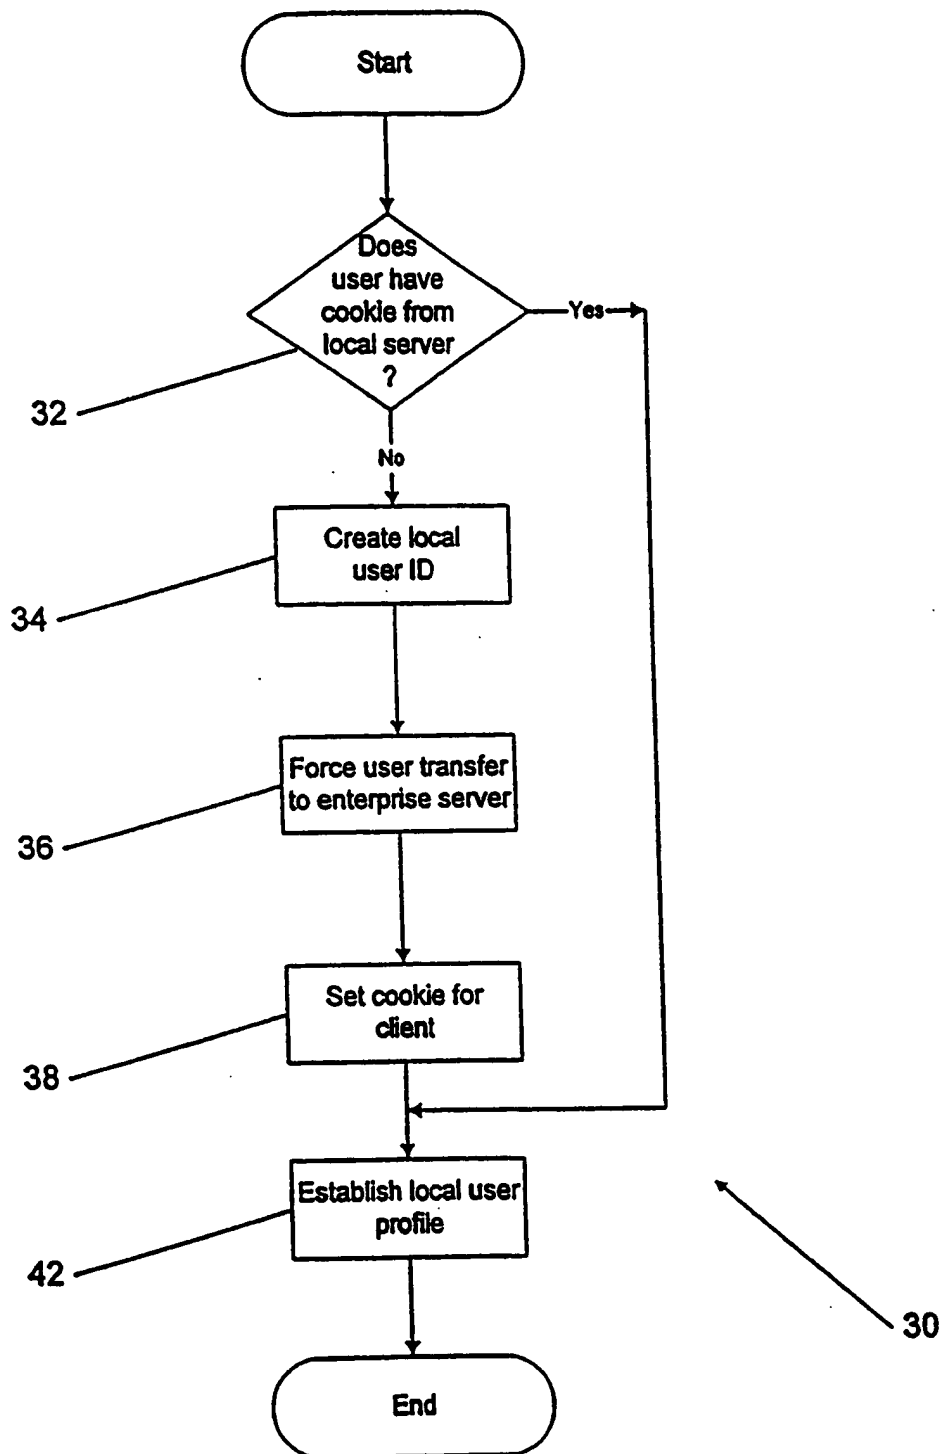 Start
Does
user have
cookie from
local server
?
Yes
32
No
Create local
user ID
34
Force user transfer
to enterprise server
36
Set cookie for
client
38
Establish local user
profile
42
30
End